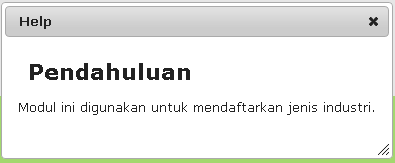 Help
Pendahuluan
Modul ini digunakan untuk mendaftarkan jenis industri.